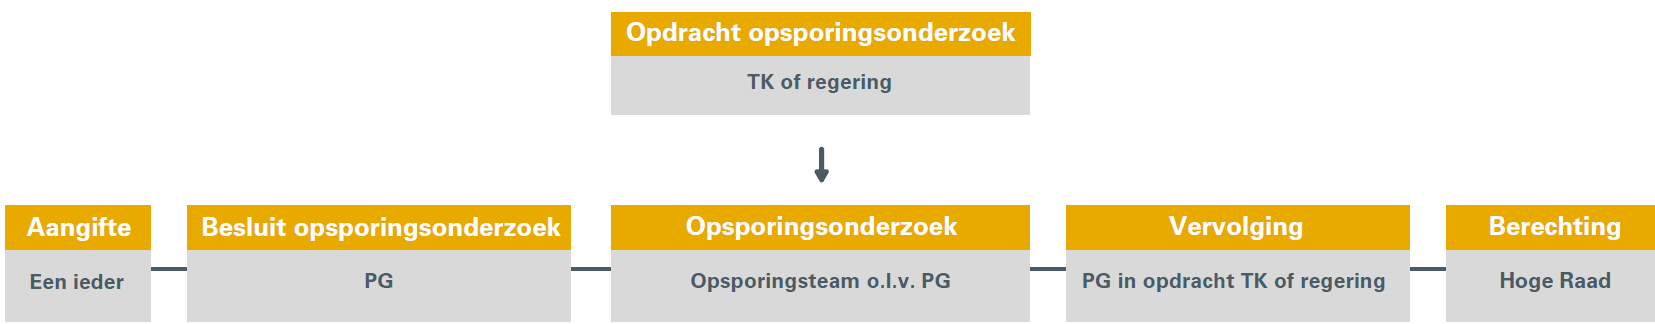 Opdracht opsporingsonderzoek
TK of regering
Aangifte
Een ieder
Besluit opsporingsonderzoek
PG
Opsporingsonderzoek
Opsporingsteam o.l.v. PG
Vervolging
PG in opdracht TK of regering
Berechting
Hoge Raad